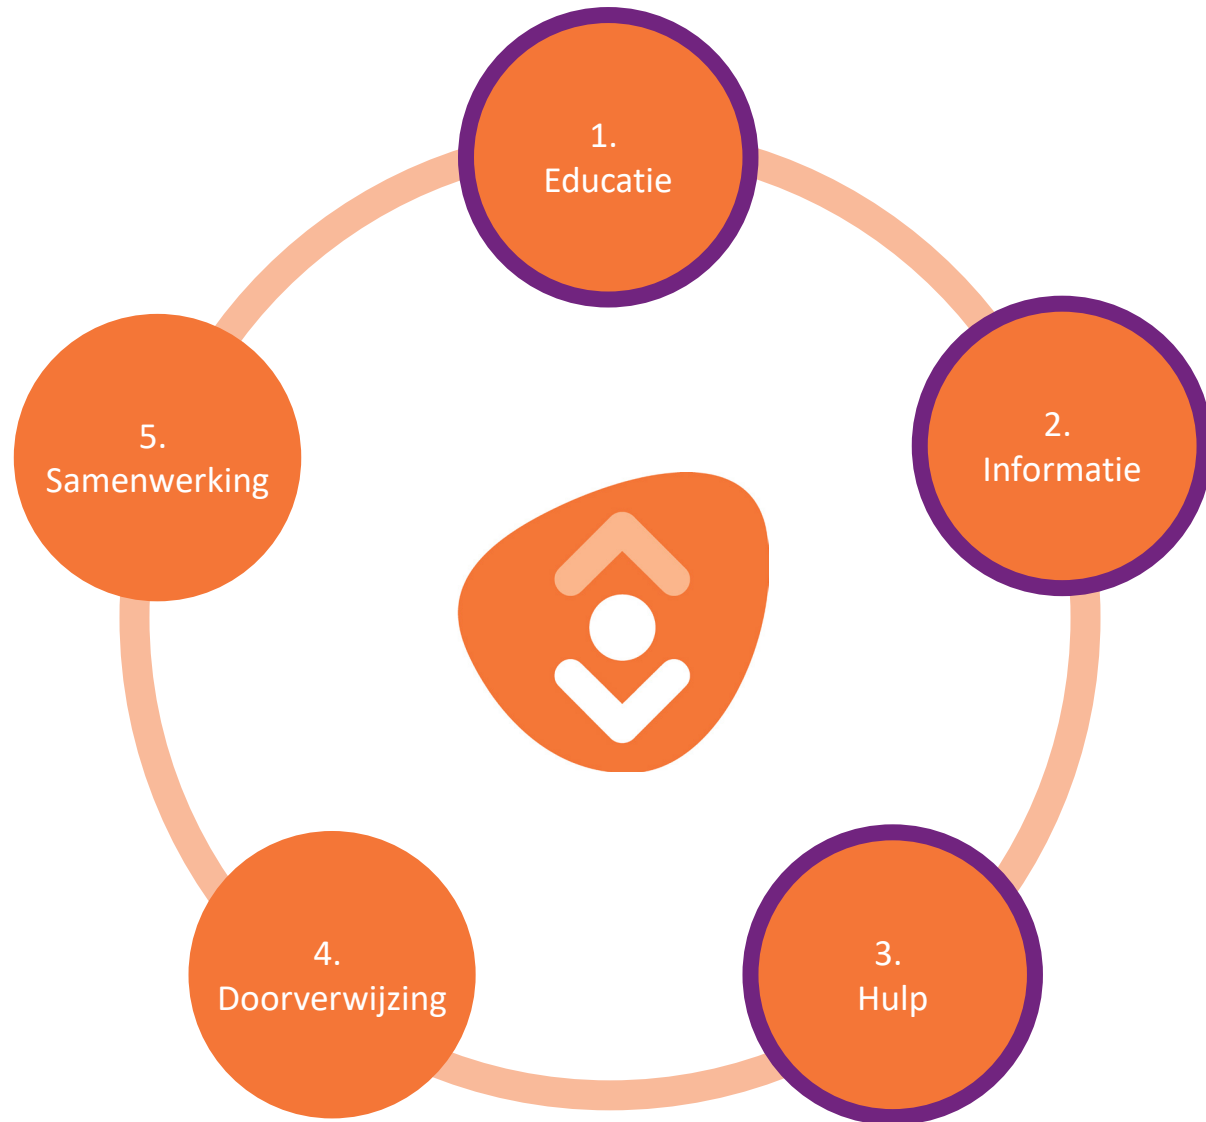 1.
Educatie
2.
Informatie
3.
Hulp
4.
Doorverwijzing
5.
Samenwerking